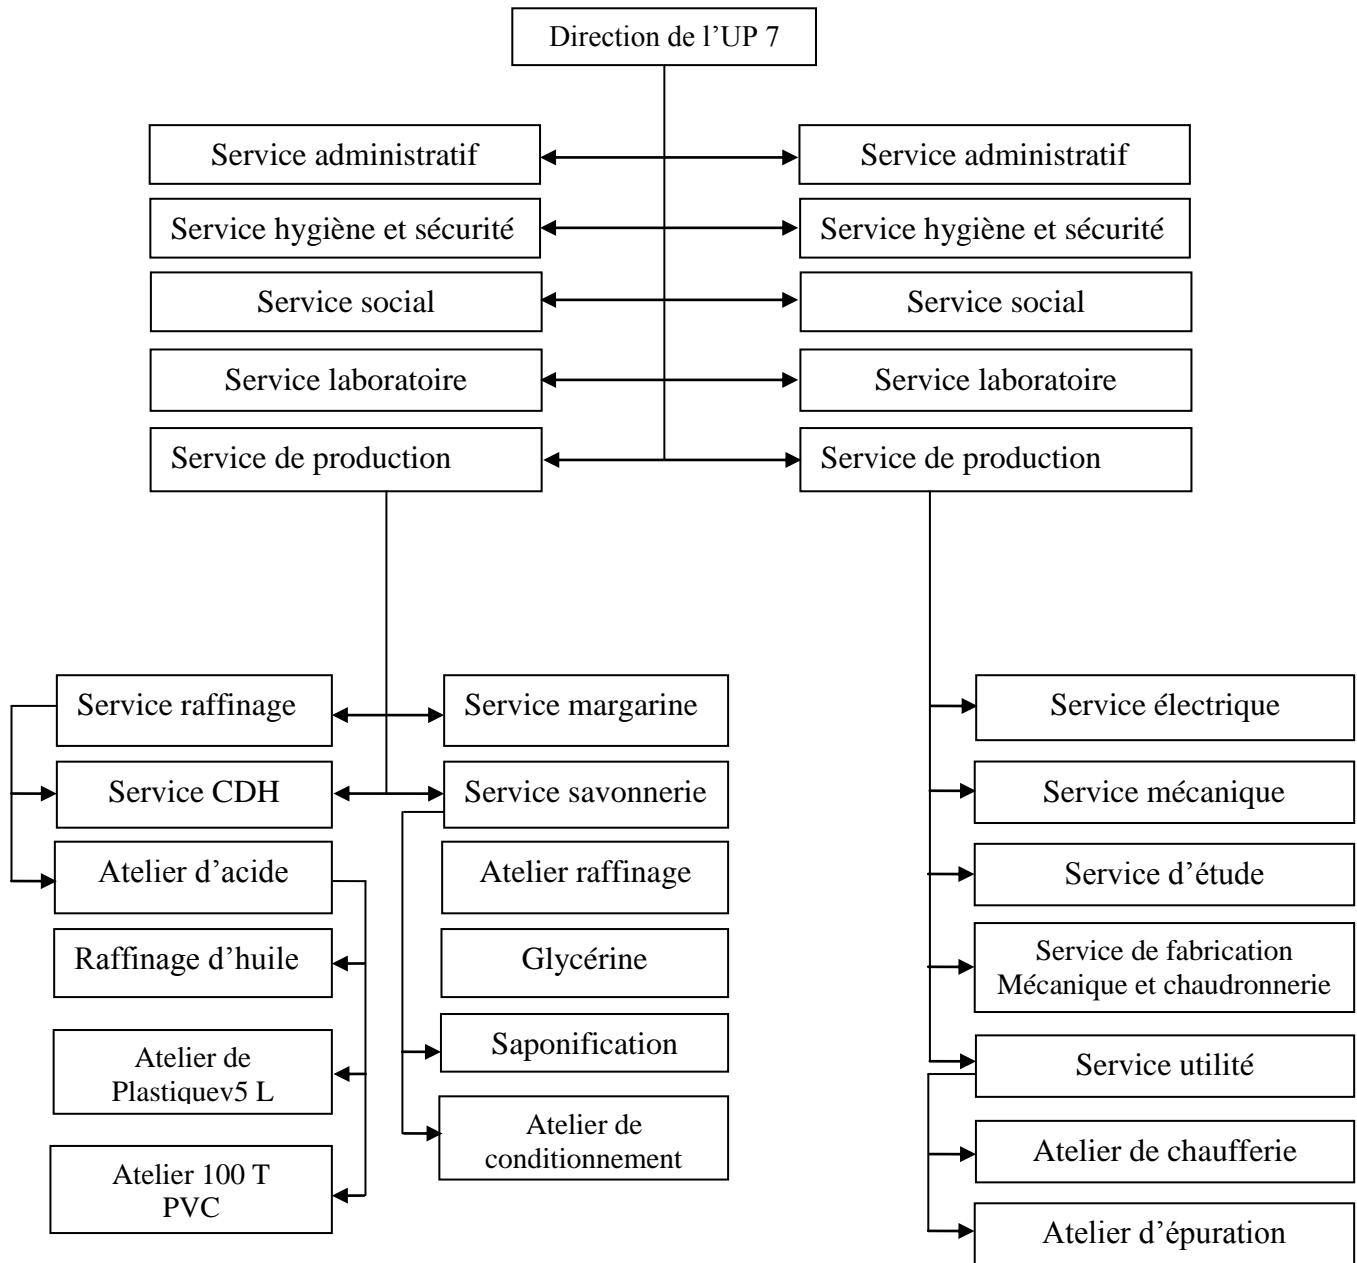 Direction de l’UP 7
Service administratif
Service administratif
Service hygiène et sécurité
Service hygiène et sécurité
Service social
Service social
Service laboratoire
Service laboratoire
Service de production
Service de production
Service raffinage
Service margarine
Service électrique
Service CDH
Service savonnerie
Service mécanique
Atelier d’acide
Atelier raffinage
Service d’étude
Raffinage d’huile
Glycérine
Service de fabrication
Mécanique et chaudronnerie
Atelier de
Plastiquev5 L
Saponification
Service utilité
Atelier 100 T
PVC
Atelier de
conditionnement
Atelier de chaufferie
Atelier d’épuration